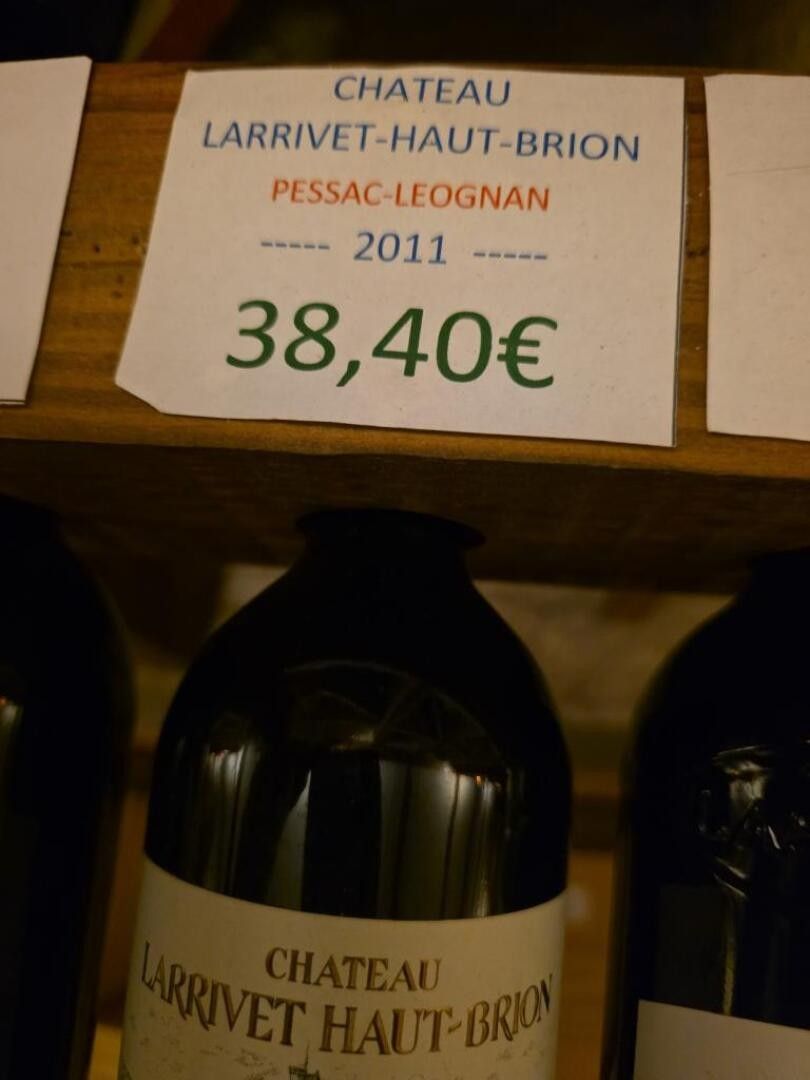 CHATEAU
LARRIVET-HAUT-BRION
PESSAC-LEOGNAN
----- 2011 -----
38,40€
CHATEAU
LARRIVET HAUT-BRION